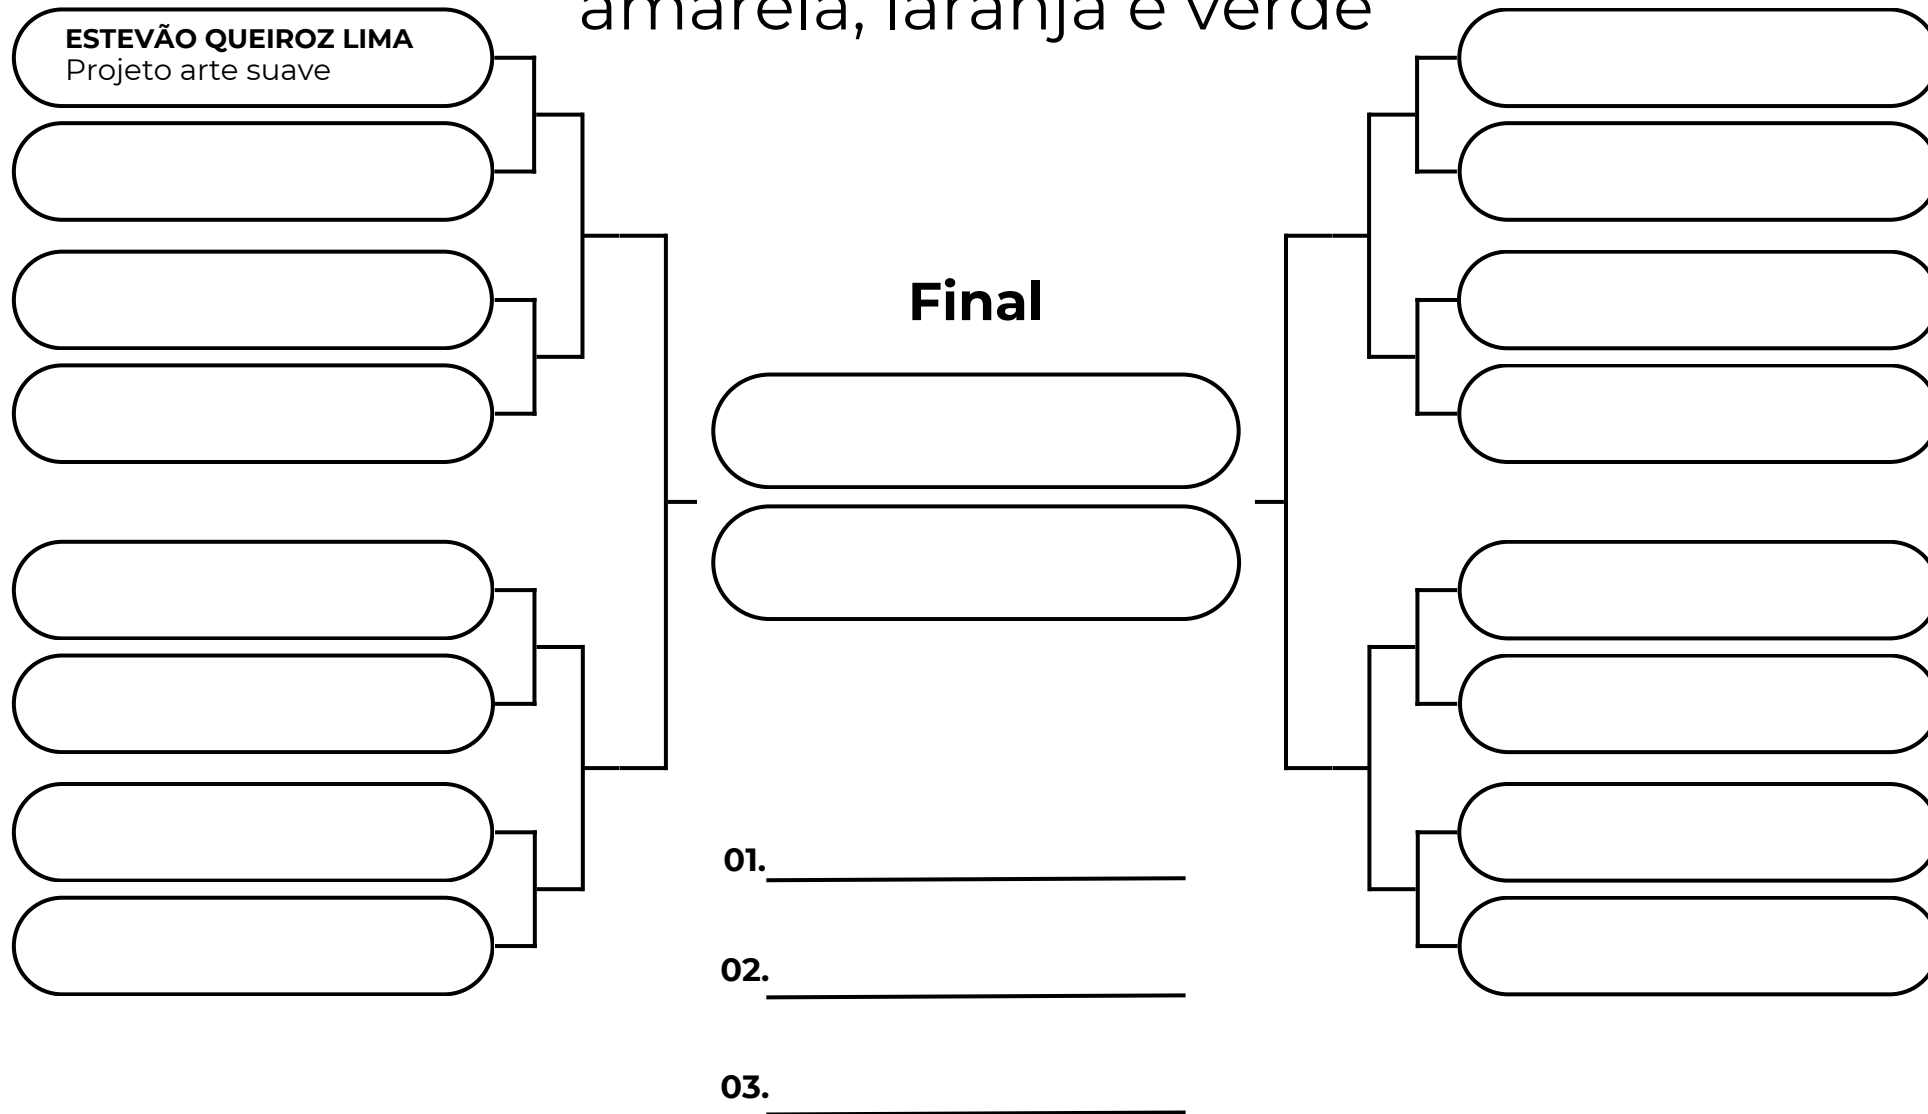 amarela, laranja e verde
ESTEVÃO QUEIROZ LIMA
Projeto arte suave
Final
01.
02.
03.